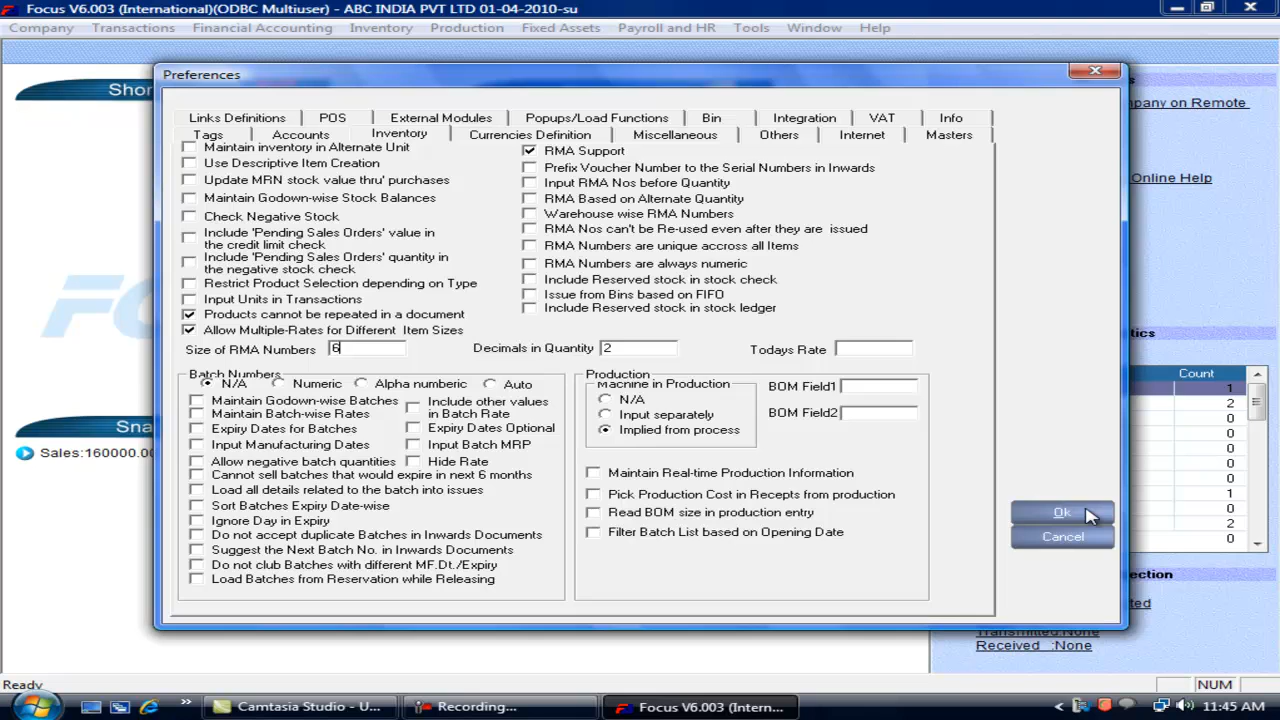 Focus V6.003 (International)(ODBC Multiuser) - ABC INDIA PVT LTD 01-04-2010-su
Company Transactions Financial Accounting Inventory Production Fixed Assets Payroll and HR Tools Window Help
Preferences
Links Definitions POS External Modules Popups/Load Functions Bin Integration VAT Info
Tags Accounts Inventory Currencies Definition Miscellaneous Others Internet Masters
Maintain inventory in Alternate Unit
Use Descriptive Item Creation
Update MRN stock value thru' purchases
Maintain Godown-wise Stock Balances
Check Negative Stock
Include 'Pending Sales Orders' value in
the credit limit check
Include 'Pending Sales Orders' quantity in
the negative stock check
Restrict Product Selection depending on Type
Input Units in Transactions
Products cannot be repeated in a document
Allow Multiple-Rates for Different Item Sizes
RMA Support
Prefix Voucher Number to the Serial Numbers in Inwards
Input RMA Nos before Quantity
RMA Based on Alternate Quantity
Warehouse wise RMA Numbers
RMA Nos can't be Re-used even after they are issued
RMA Numbers are unique accross all Items
RMA Numbers are always numeric
Include Reserved stock in stock check
Issue from Bins based on FIFO
Include Reserved stock in stock ledger
Size of RMA Numbers 6
Decimals in Quantity 2
Todays Rate
Batch Numbers
N/A Numeric Alpha numeric Auto
Maintain Godown-wise Batches
Maintain Batch-wise Rates
Expiry Dates for Batches
Input Manufacturing Dates
Allow negative batch quantities
Include other values
in Batch Rate
Expiry Dates Optional
Input Batch MRP
Hide Rate
Cannot sell batches that would expire in next 6 months
Load all details related to the batch into issues
Sort Batches Expiry Date-wise
Ignore Day in Expiry
Do not accept duplicate Batches in Inwards Documents
Suggest the Next Batch No. in Inwards Documents
Do not club Batches with different MF.Dt./Expiry
Load Batches from Reservation while Releasing
Production
Machine in Production
N/A
Input separately
Implied from process
BOM Field1
BOM Field2
Maintain Real-time Production Information
Pick Production Cost in Recepts from production
Read BOM size in production entry
Filter Batch List based on Opening Date
Ok
Cancel
Shor
Sna
Sales:160000.00
FO
mpany on Remote
Online Help
tics
Count
1
2
0
0
0
0
0
1
0
2
0
ection
ted
Transmitted:None
Received :None
Ready
NUM
Camtasia Studio - U...
Recording...
Focus V6.003 (Intern...
11:45 AM